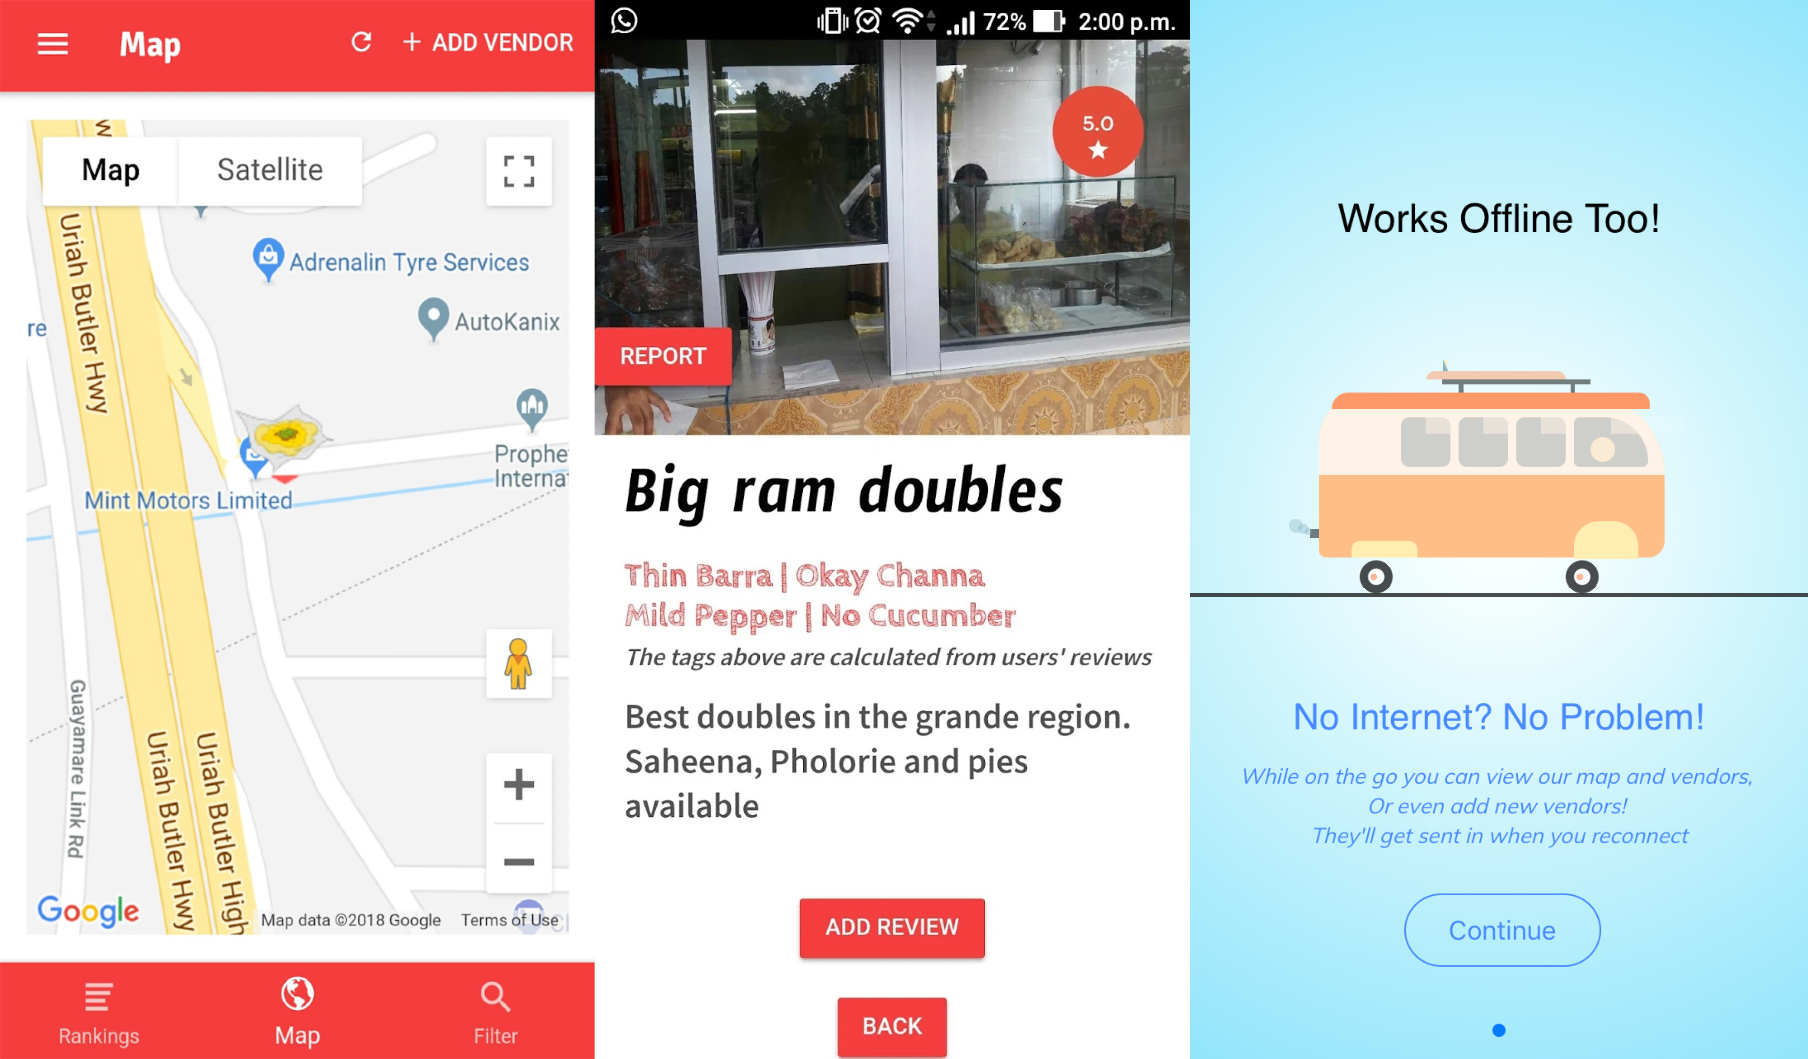 Map
+ ADD VENDOR
Map
Satellite
Uriah Butler Hwy
Adrenalin Tyre Services
AutoKanix
re
Prophe
Interna
Mint Motors Limited
Guayamare Link Rd
Uriah Butler Hwy
Uriah Butler High
Google
Map data ©2018 Google
Terms of Use
Rankings
Map
Filter
72%
2:00 p.m.
5.0
REPORT
Big ram doubles
Thin Barra | Okay Channa
Mild Pepper | No Cucumber
The tags above are calculated from users' reviews
Best doubles in the grande region.
Saheena, Pholorie and pies
available
ADD REVIEW
BACK
Works Offline Too!
No Internet? No Problem!
While on the go you can view our map and vendors,
Or even add new vendors!
They'll get sent in when you reconnect
Continue